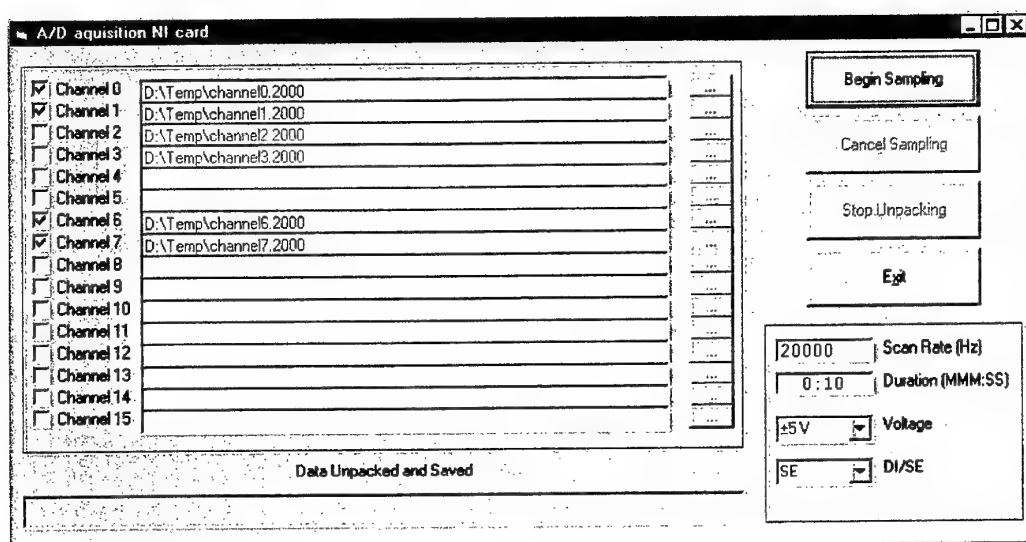 A/D aquisition NI card
Channel 0 D:\Temp\channel0.2000 ...
Channel 1 D:\Temp\channel1.2000 ...
Channel 2 D:\Temp\channel2.2000 ...
Channel 3 D:\Temp\channel3.2000 ...
Channel 4 ...
Channel 5 ...
Channel 6 D:\Temp\channel6.2000 ...
Channel 7 D:\Temp\channel7.2000 ...
Channel 8 ...
Channel 9 ...
Channel 10 ...
Channel 11 ...
Channel 12 ...
Channel 13 ...
Channel 14 ...
Channel 15 ...
Data Unpacked and Saved
Begin Sampling
Cancel Sampling
Stop Unpacking
Exit
20000 Scan Rate (Hz)
0:10 Duration (MMM:SS)
±5V Voltage
SE DI/SE